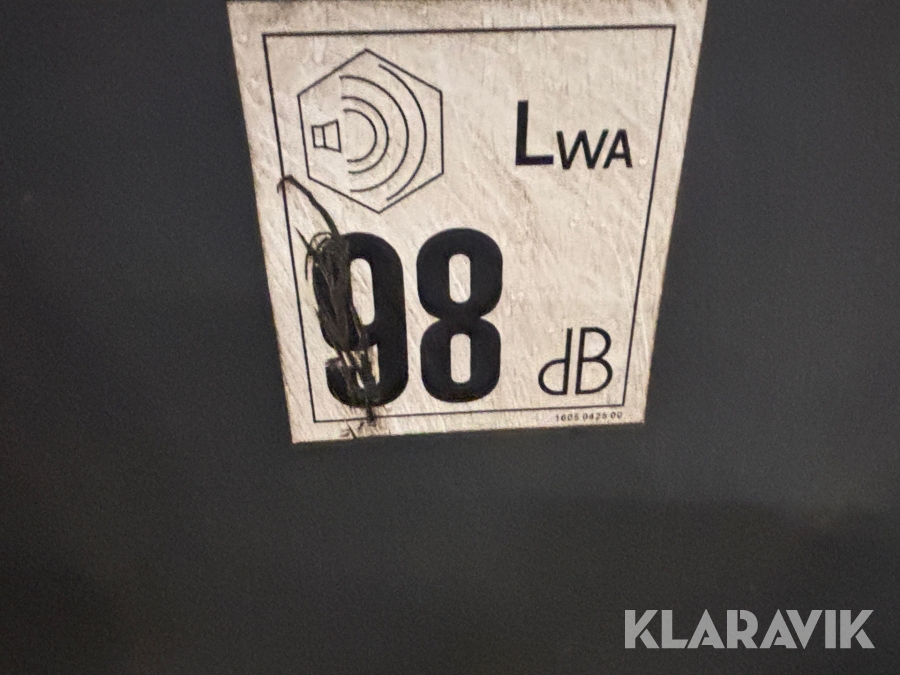 LWA
98 dB
1605 0425 00
KLARAVIK